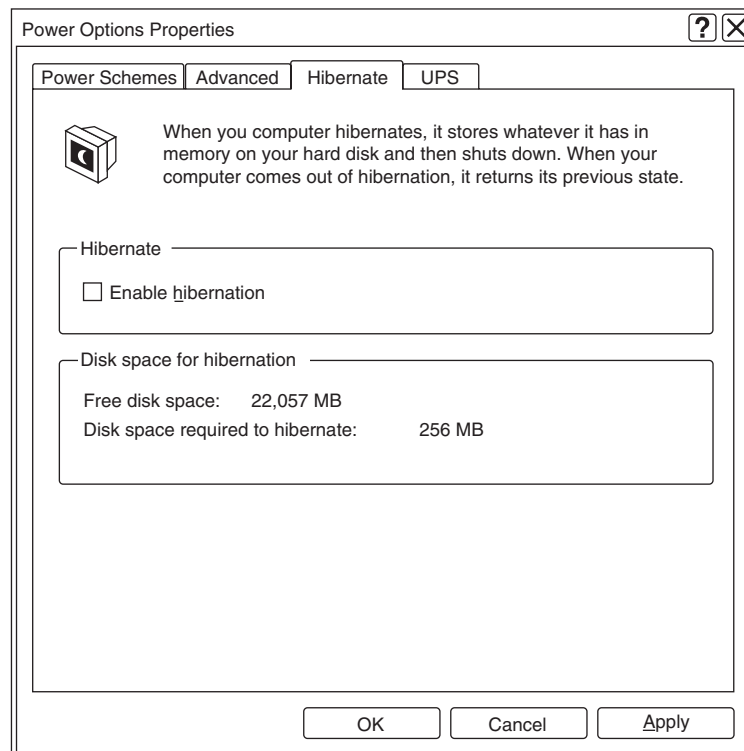 Power Options Properties
?
Power Schemes Advanced Hibernate UPS
When you computer hibernates, it stores whatever it has in
memory on your hard disk and then shuts down. When your
computer comes out of hibernation, it returns its previous state.
Hibernate
Enable hibernation
Disk space for hibernation
Free disk space: 22,057 MB
Disk space required to hibernate: 256 MB
OK Cancel Apply